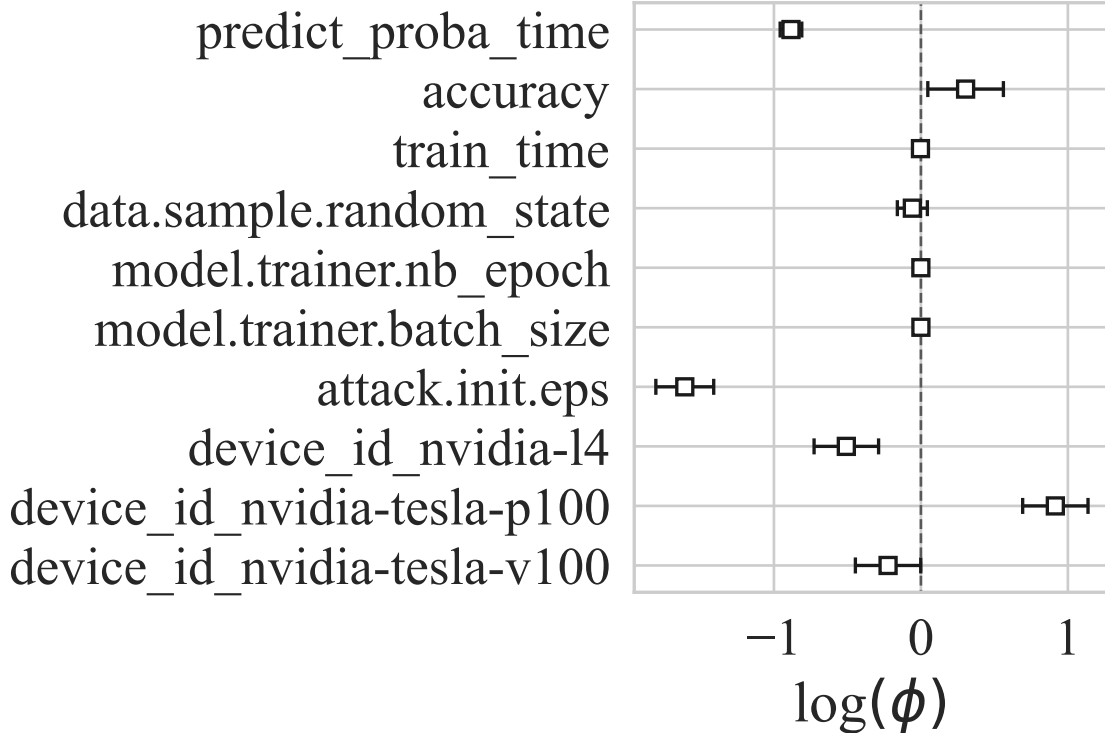 predict_proba_time
accuracy
train_time
data.sample.random_state
model.trainer.nb_epoch
model.trainer.batch_size
attack.init.eps
device_id_nvidia-l4
device_id_nvidia-tesla-p100
device_id_nvidia-tesla-v100
−1 0 1
log(ϕ)